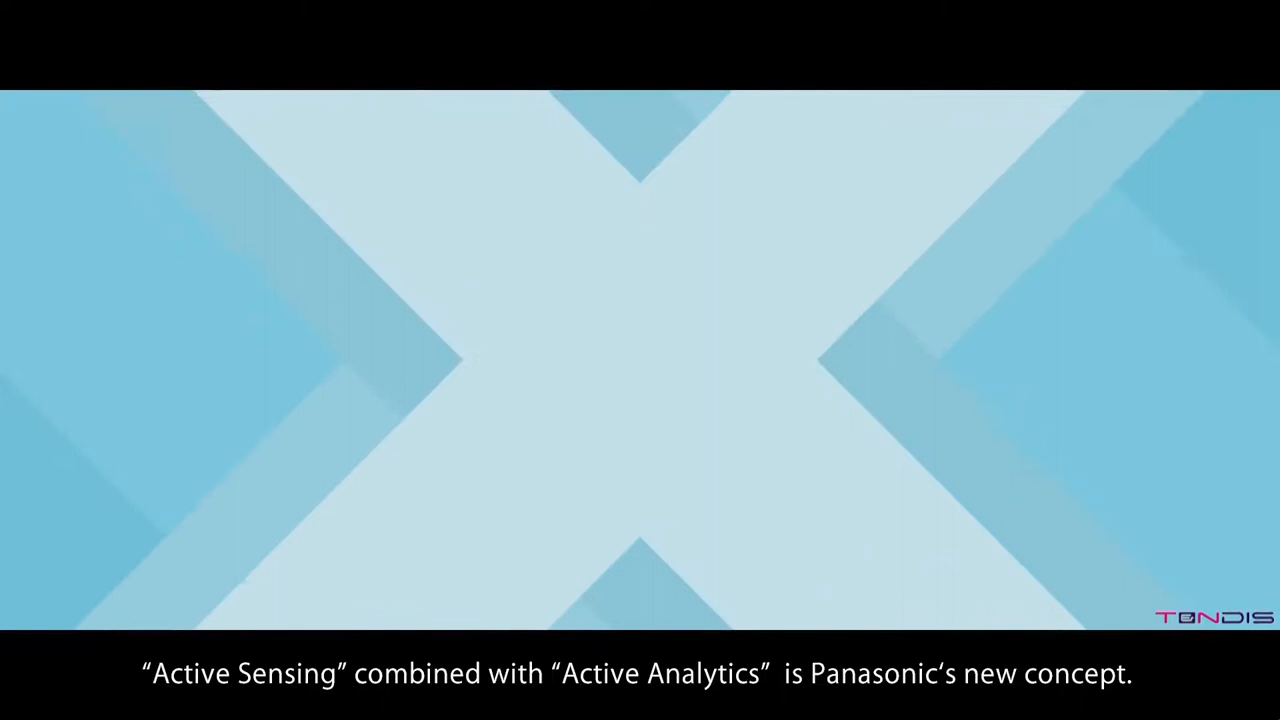 TONDIS
“Active Sensing” combined with “Active Analytics”  is Panasonic‘s new concept.